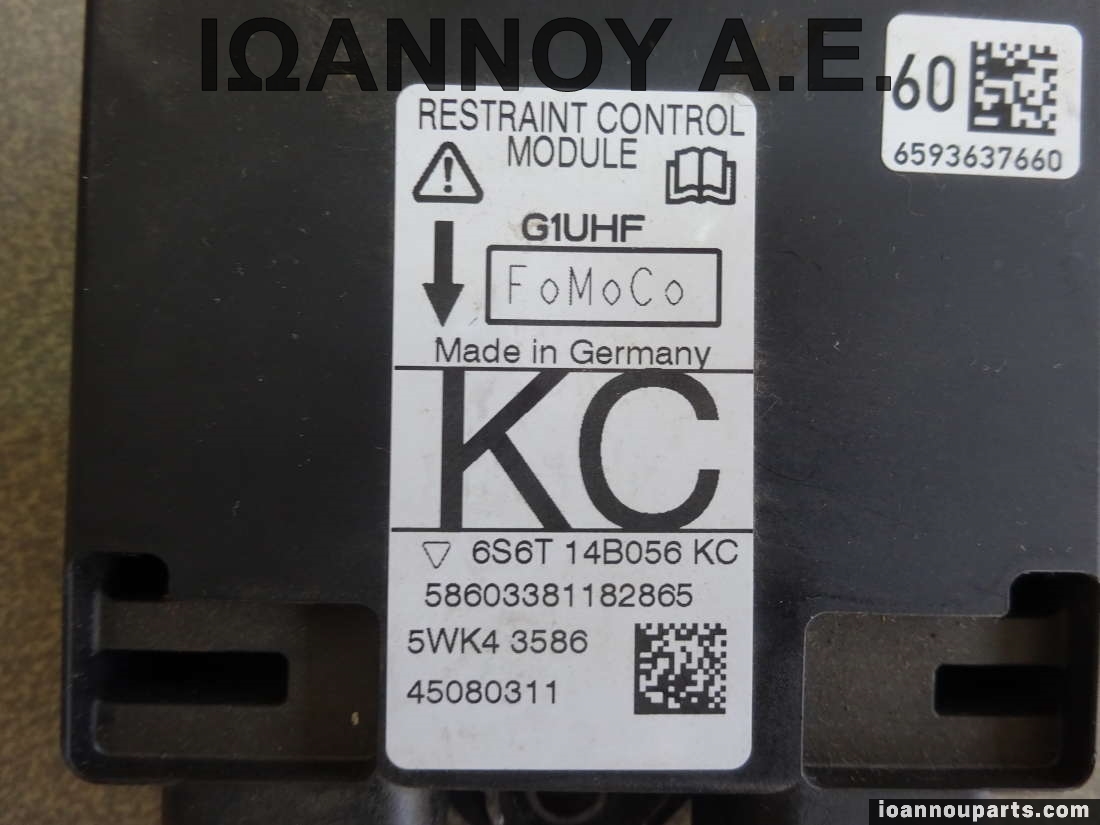 ΙΩΑΝΝΟΥ Α.Ε.
60
6593637660
RESTRAINT CONTROL
MODULE
G1UHF
FoMoCo
Made in Germany
KC
6S6T 14B056 KC
58603381182865
5WK4 3586
45080311
ioannouparts.com